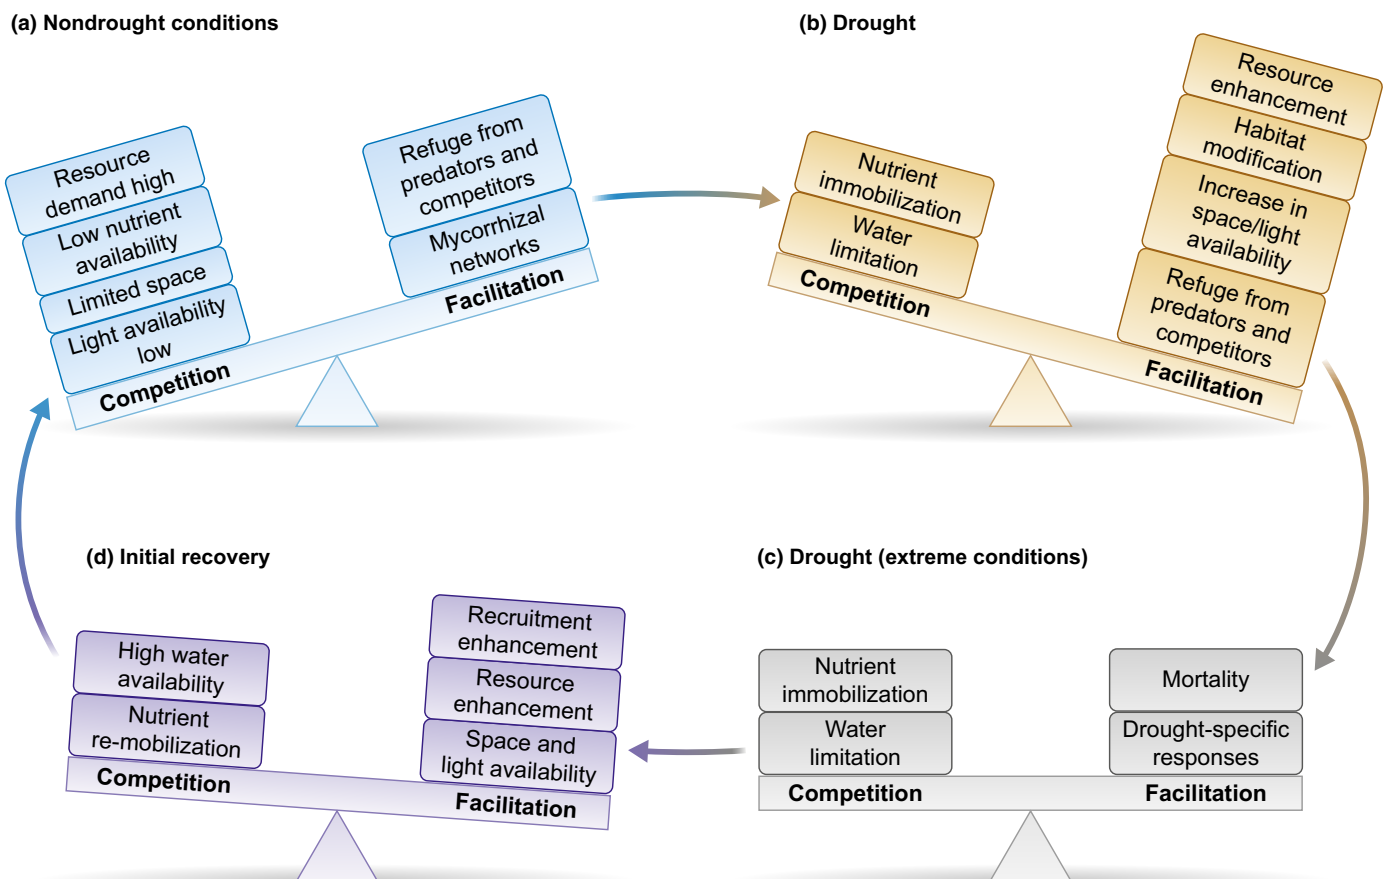 (a) Nondrought conditions
Resource
demand high
Low nutrient
availability
Limited space
Light availability
low
Competition
Refuge from
predators and
competitors
Mycorrhizal
networks
Facilitation
(b) Drought
Nutrient
immobilization
Water
limitation
Competition
Resource
enhancement
Habitat
modification
Increase in
space/light
availability
Refuge from
predators and
competitors
Facilitation
(d) Initial recovery
High water
availability
Nutrient
re-mobilization
Competition
Recruitment
enhancement
Resource
enhancement
Space and
light availability
Facilitation
(c) Drought (extreme conditions)
Nutrient
immobilization
Water
limitation
Competition
Mortality
Drought-specific
responses
Facilitation